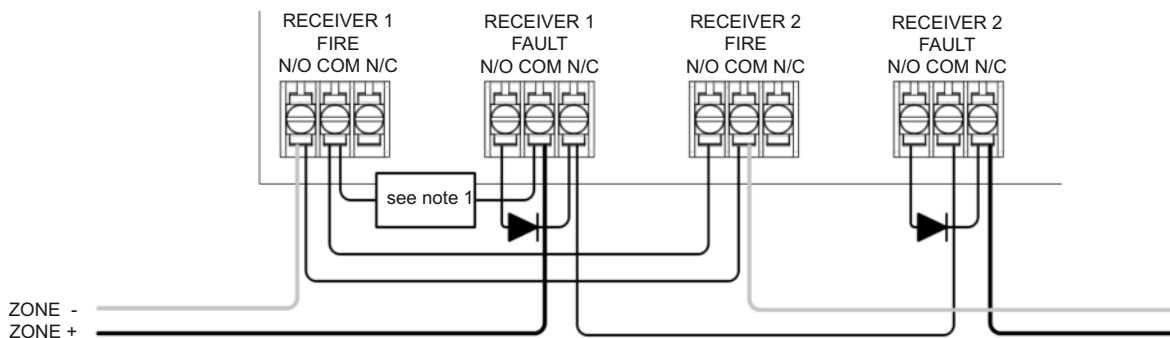 RECEIVER 1
FIRE
N/O COM N/C
RECEIVER 1
FAULT
N/O COM N/C
RECEIVER 2
FIRE
N/O COM N/C
RECEIVER 2
FAULT
N/O COM N/C
see note 1
ZONE -
ZONE +